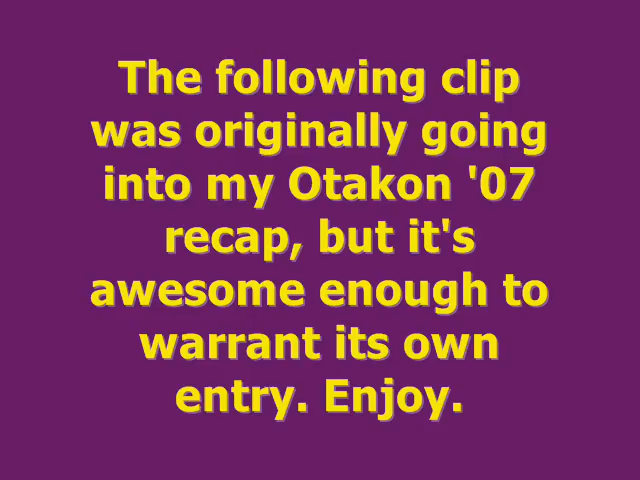 The following clip
was originally going
into my Otakon '07
recap, but it's
awesome enough to
warrant its own
entry. Enjoy.